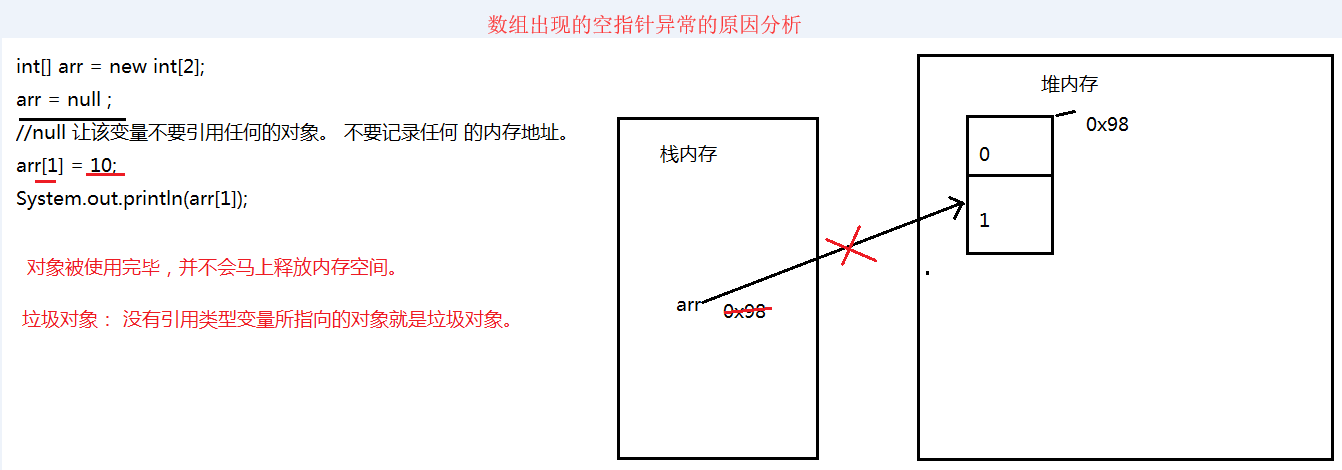 数组出现的空指针异常的原因分析
int[] arr = new int[2];
arr = null ;
//null 让该变量不要引用任何的对象。 不要记录任何 的内存地址。
arr[1] = 10;
System.out.println(arr[1]);
对象被使用完毕，并不会马上释放内存空间。
垃圾对象： 没有引用类型变量所指向的对象就是垃圾对象。
栈内存
arr
0x98
堆内存
0x98
0
1